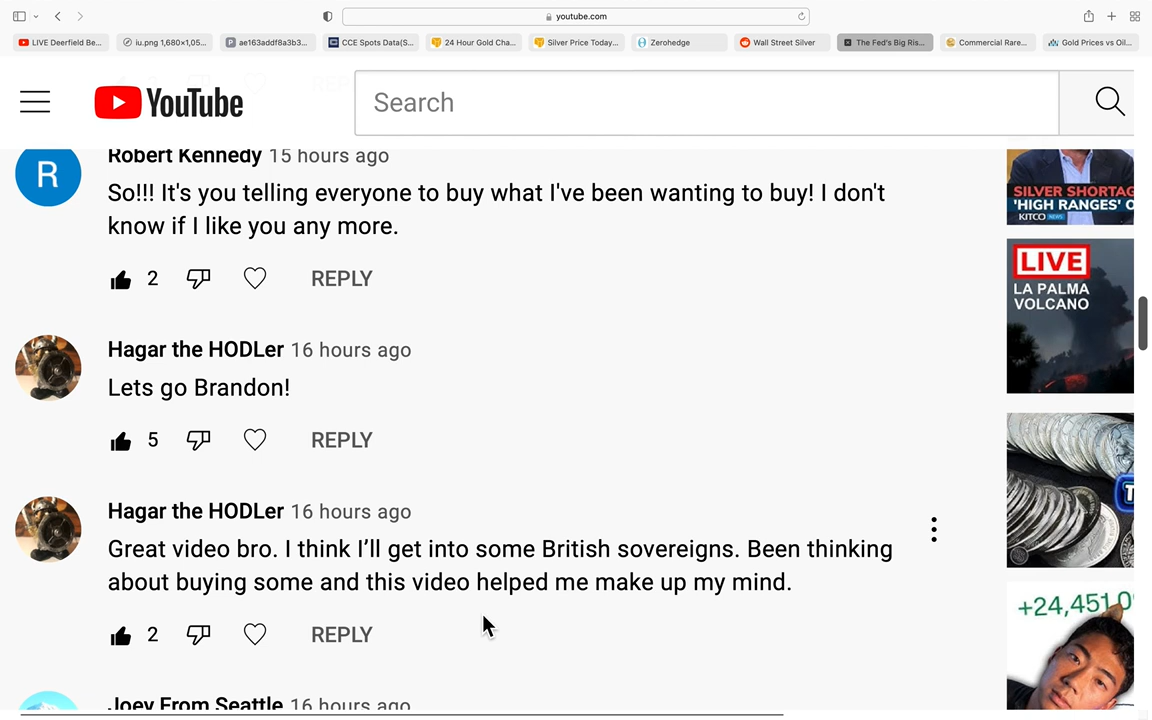 youtube.com
LIVE Deerfield Be...
iu.png 1,680×1,05...
ae163addf8a3b3...
CCE Spots Data(S...
24 Hour Gold Cha...
Silver Price Today...
Zerohedge
Wall Street Silver
The Fed's Big Ris...
Commercial Rare...
Gold Prices vs Oil...
YouTube
Search
Robert Kennedy 15 hours ago
So!!! It's you telling everyone to buy what I've been wanting to buy! I don't
know if I like you any more.
2 REPLY
Hagar the HODLer 16 hours ago
Lets go Brandon!
5 REPLY
Hagar the HODLer 16 hours ago
Great video bro. I think I’ll get into some British sovereigns. Been thinking
about buying some and this video helped me make up my mind.
2 REPLY
Joey From Seattle 16 hours ago
R
SILVER SHORTAG
'HIGH RANGES' O
KITCO NEWS
LIVE
LA PALMA
VOLCANO
T
+24,451.0